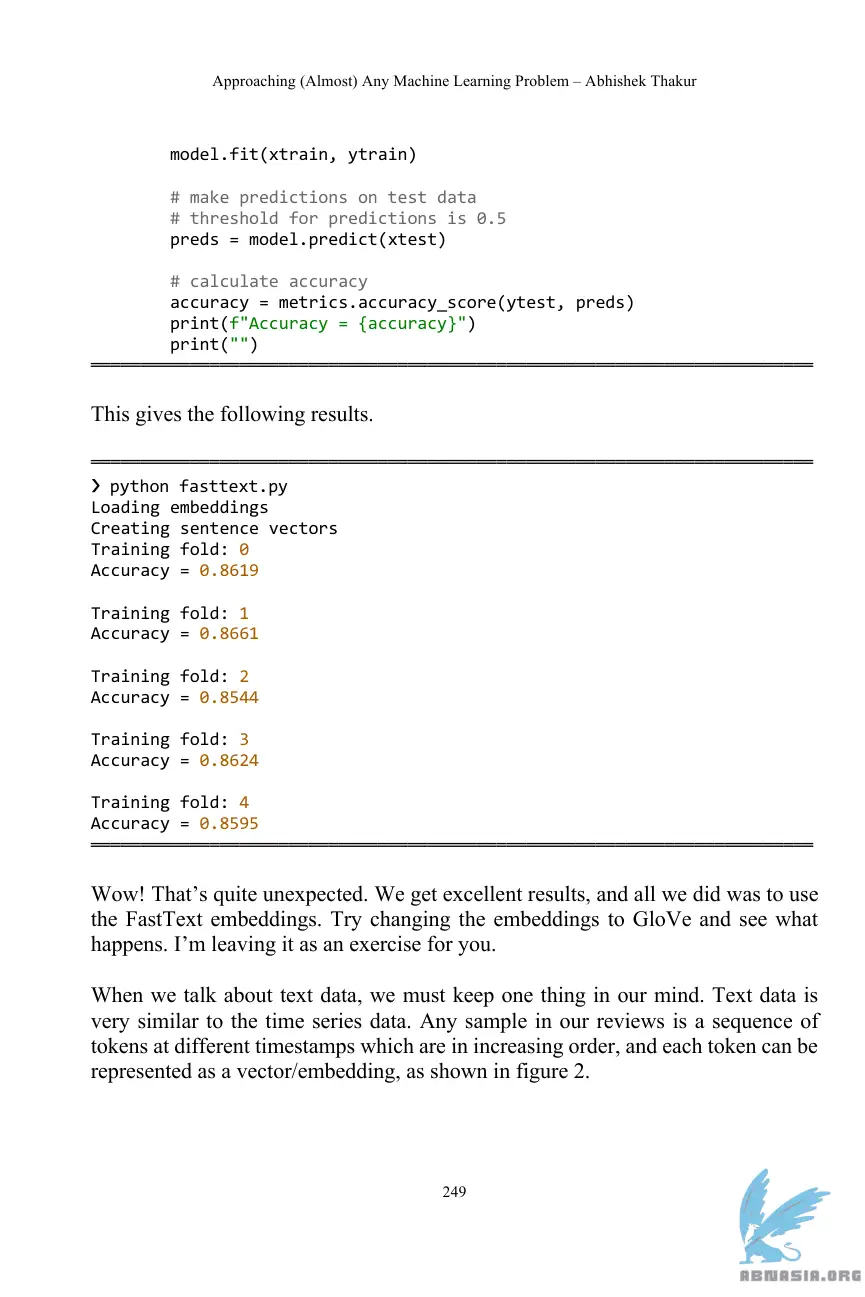 Approaching (Almost) Any Machine Learning Problem – Abhishek Thakur
model.fit(xtrain, ytrain)
# make predictions on test data
# threshold for predictions is 0.5
preds = model.predict(xtest)
# calculate accuracy
accuracy = metrics.accuracy_score(ytest, preds)
print(f"Accuracy = {accuracy}")
print("")
This gives the following results.
❯ python fasttext.py
Loading embeddings
Creating sentence vectors
Training fold: 0
Accuracy = 0.8619
Training fold: 1
Accuracy = 0.8661
Training fold: 2
Accuracy = 0.8544
Training fold: 3
Accuracy = 0.8624
Training fold: 4
Accuracy = 0.8595
Wow! That’s quite unexpected. We get excellent results, and all we did was to use
the FastText embeddings. Try changing the embeddings to GloVe and see what
happens. I’m leaving it as an exercise for you.
When we talk about text data, we must keep one thing in our mind. Text data is
very similar to the time series data. Any sample in our reviews is a sequence of
tokens at different timestamps which are in increasing order, and each token can be
represented as a vector/embedding, as shown in figure 2.
249
ABNASIA.ORG